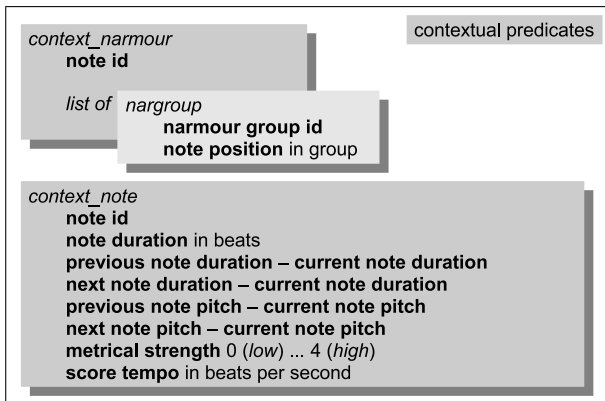 contextual predicates
context_narmour
note id
list of nargroup
narmour group id
note position in group
context_note
note id
note duration in beats
previous note duration – current note duration
next note duration – current note duration
previous note pitch – current note pitch
next note pitch – current note pitch
metrical strength 0 (low) ... 4 (high)
score tempo in beats per second